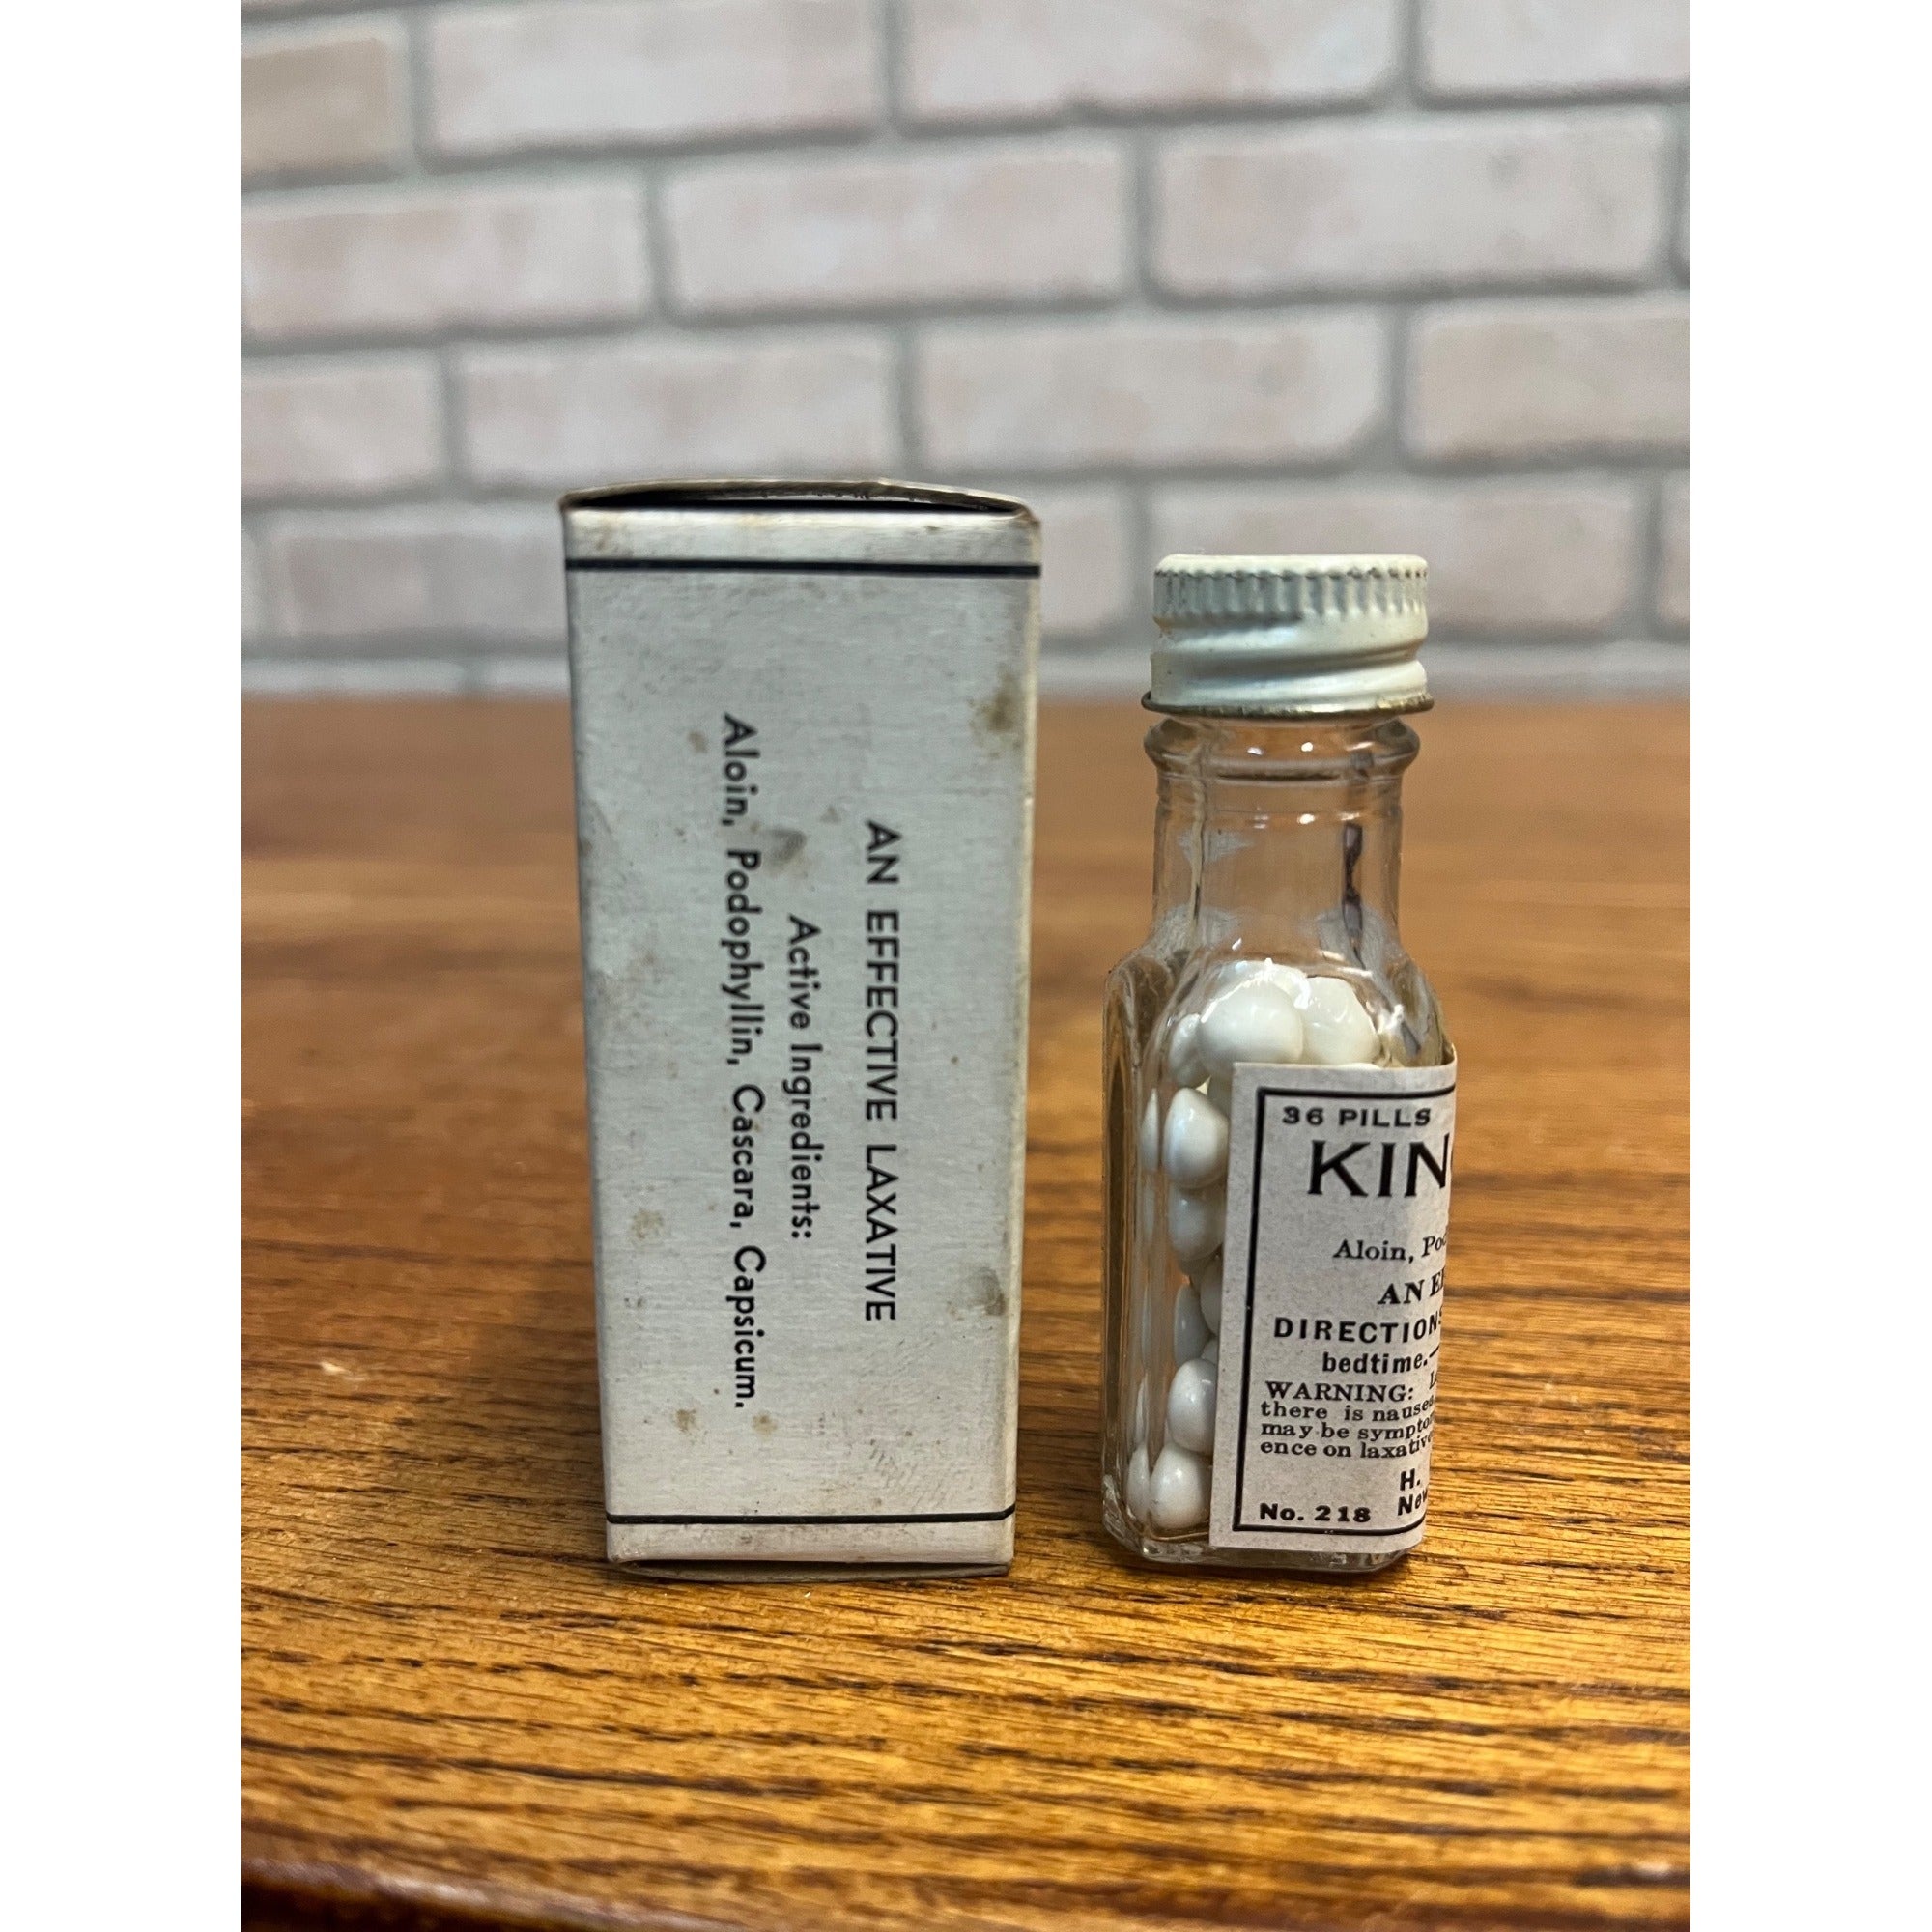 AN EFFECTIVE LAXATIVE
Active Ingredients:
Aloin, Podophyllin, Cascara, Capsicum.
36 PILLS
KIN
Aloin, Po
AN E
DIRECTIONS
bedtime.—
WARNING:
there is nause
may be sympto
ence on laxativ
H.
New
No. 218